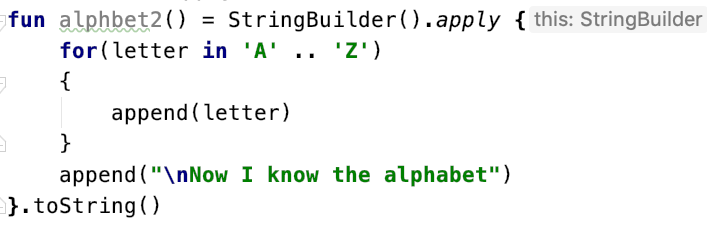 fun alphbet2() = StringBuilder().apply { this: StringBuilder
    for(letter in 'A' .. 'Z')
    {
        append(letter)
    }
    append("\nNow I know the alphabet")
}.toString()